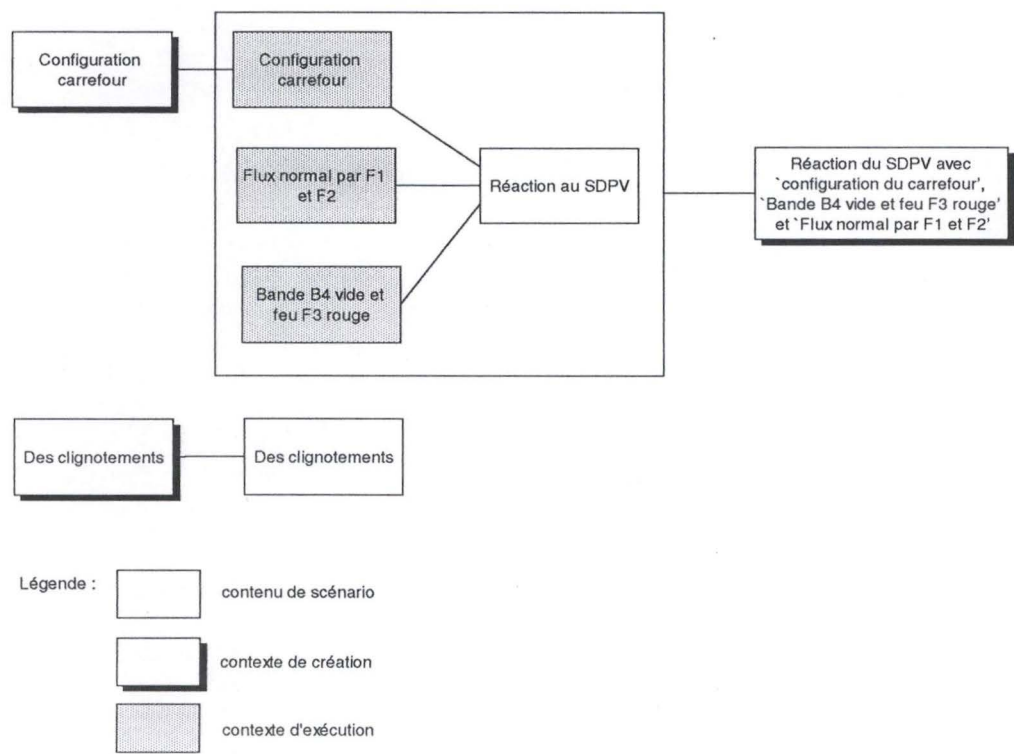 Configuration
carrefour
Configuration
carrefour
Flux normal par F1
et F2
Réaction au SDPV
Réaction du SDPV avec
`configuration du carrefour',
`Bande B4 vide et feu F3 rouge'
et `Flux normal par F1 et F2'
Bande B4 vide et
feu F3 rouge
Des clignotements
Des clignotements
Légende :
contenu de scénario
contexte de création
contexte d'exécution